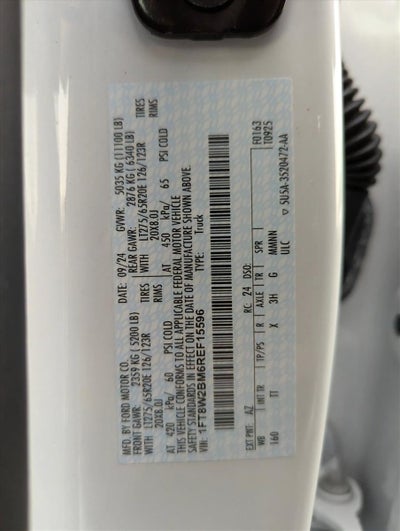 MFD. BY FORD MOTOR CO.
DATE: 09/24 GVWR: 5035 KG (11100 LB)
FRONT GAWR: 2359 KG (5200 LB) REAR GAWR: 2876 KG (6340 LB)
WITH LT275/65R20E 126/123R TIRES WITH LT275/65R20E 126/123R TIRES
20X8.0J RIMS 20X8.0J RIMS
AT 420 kPa/ 60 PSI COLD AT 450 kPa/ 65 PSI COLD
THIS VEHICLE CONFORMS TO ALL APPLICABLE FEDERAL MOTOR VEHICLE
SAFETY STANDARDS IN EFFECT ON THE DATE OF MANUFACTURE SHOWN ABOVE.
VIN: 1FT8W2BM6REF15596 TYPE: Truck
F0163
T0925
EXT PNT: AZ RC: 24 DSO:
WB INT TR TP/PS R AXLE TR SPR
160 TT X 3H G MMNN
ULC
SU5A-3520472-AA